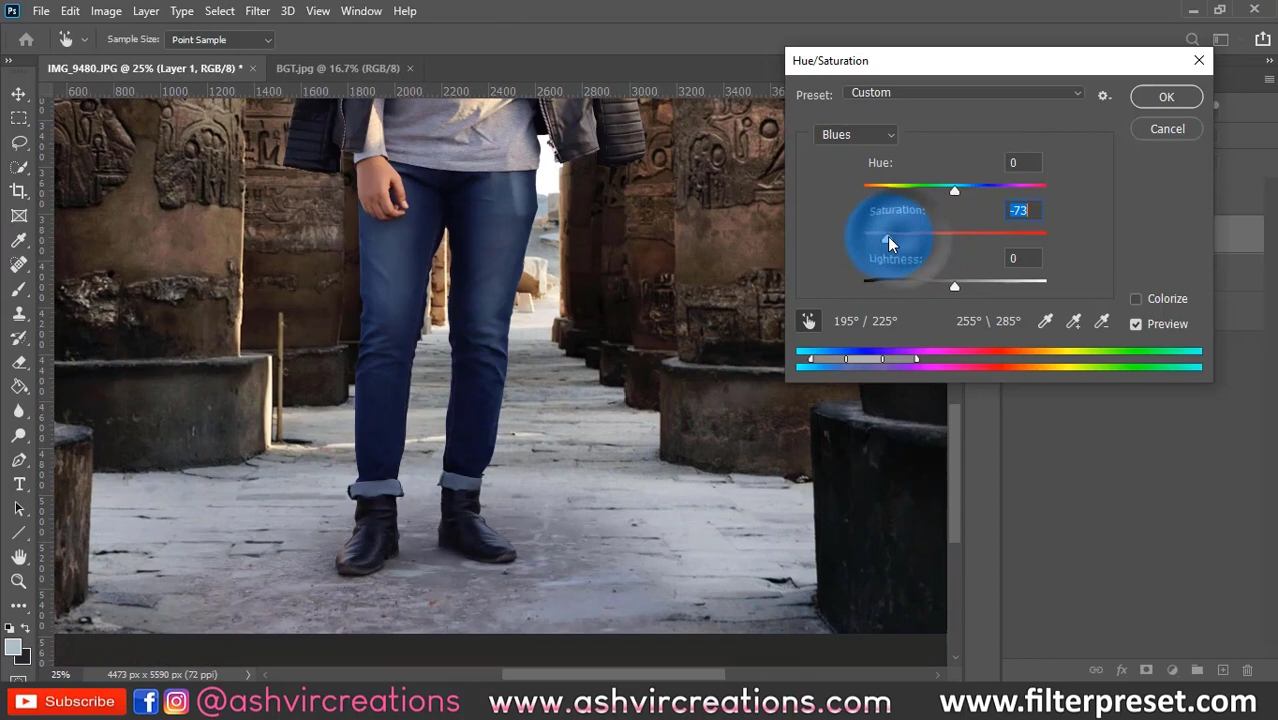 Ps File Edit Image Layer Type Select Filter 3D View Window Help
Sample Size: Point Sample
IMG_9480.JPG @ 25% (Layer 1, RGB/8) * × BGT.jpg @ 16.7% (RGB/8) ×
600 800 1000 1200 1400 1600 1800 2000 2200 2400 2600 2800 3000 3200 3400
Hue/Saturation
Preset: Custom
OK
Blues
Cancel
Hue: 0
Saturation: -73
Lightness: 0
Colorize
195° / 225° 255° \ 285°
Preview
25% 4473 px x 5590 px (72 ppi)
fx
Subscribe
@ashvircreations
www.ashvircreations.com
www.filterpreset.com